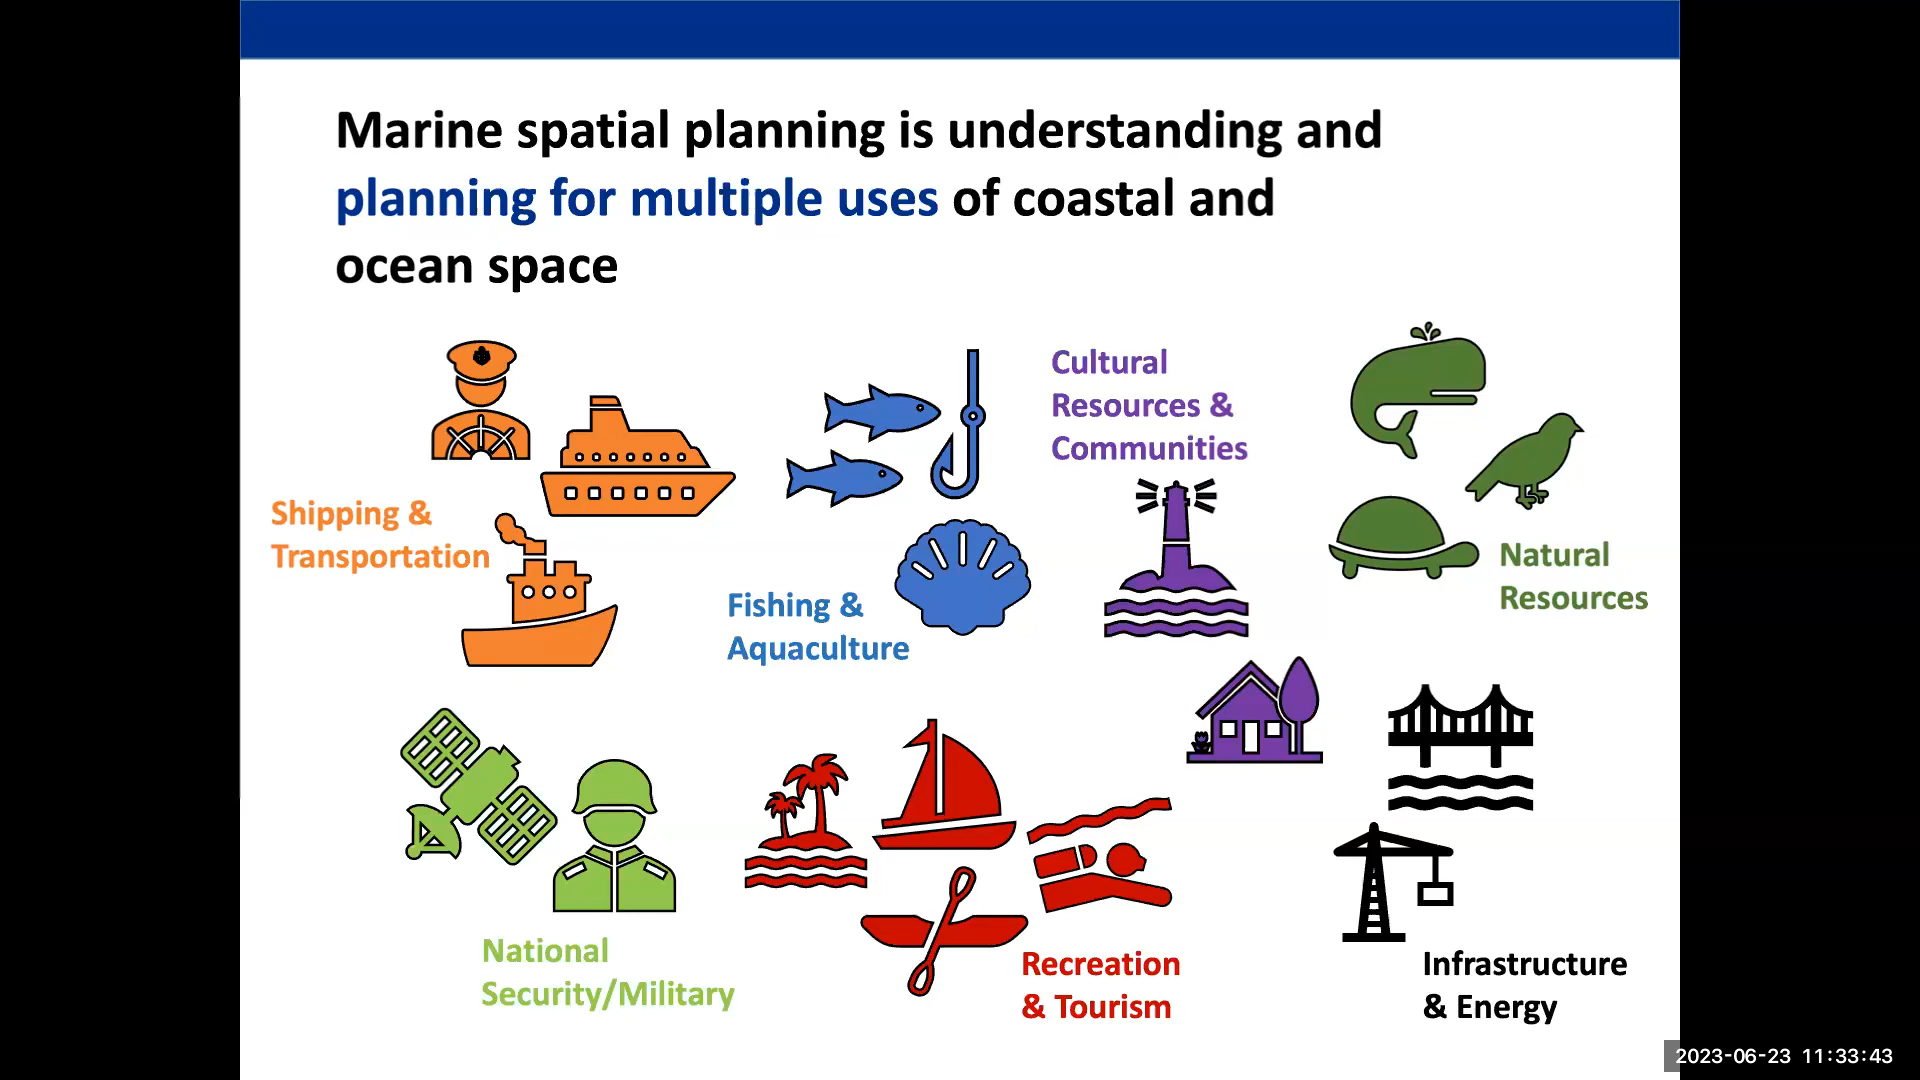 Marine spatial planning is understanding and
planning for multiple uses of coastal and
ocean space
Shipping &
Transportation
Fishing &
Aquaculture
Cultural
Resources &
Communities
Natural
Resources
National
Security/Military
Recreation
& Tourism
Infrastructure
& Energy
2023-06-23 11:33:43